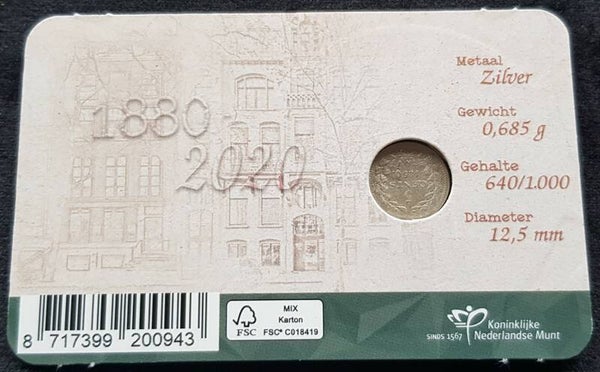 1880
2020
Metaal
Zilver
Gewicht
0,685 g
Gehalte
640/1.000
Diameter
12,5 mm
8 717399 200943
FSC
MIX
Karton
FSC® C018419
SINDS 1567
Koninklijke
Nederlandse Munt